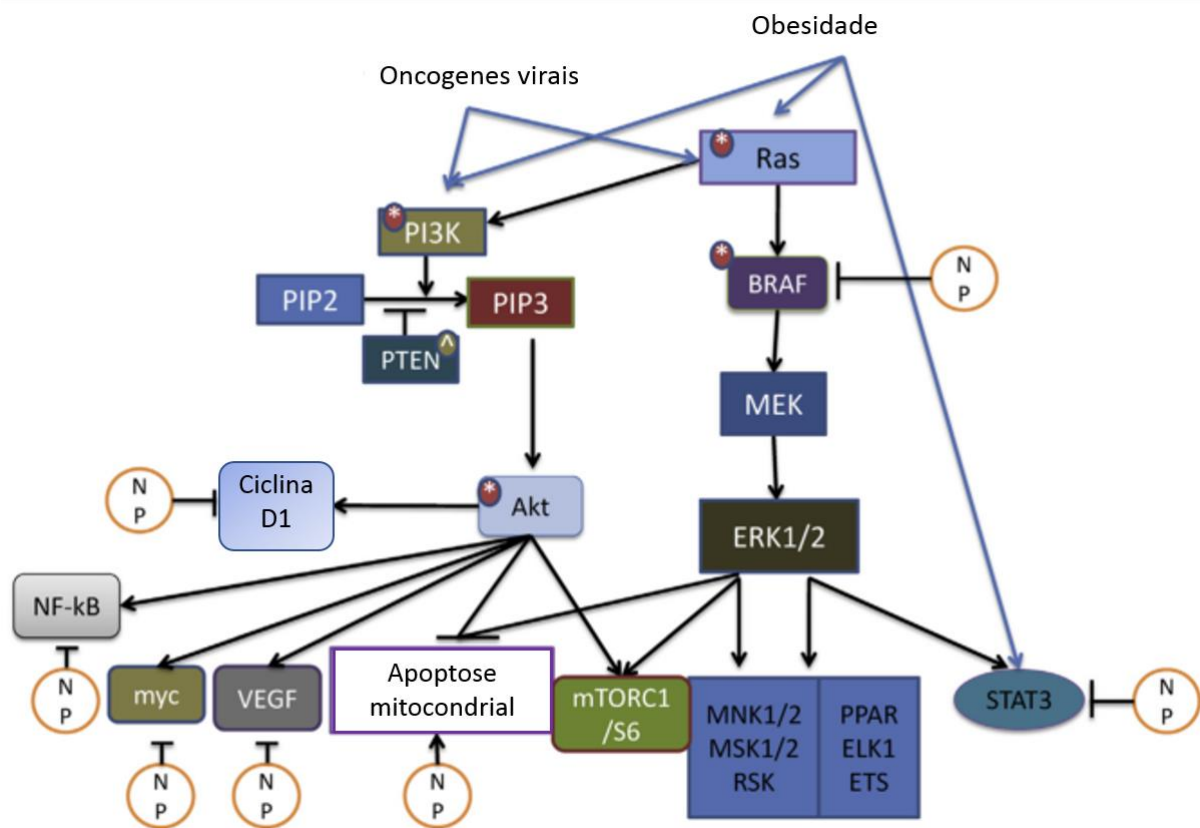 Obesidade
Oncogenes virais
*
Ras
*
PI3K
*
BRAF
N
P
PIP2
PIP3
PTEN
^
MEK
N
P
Ciclina
D1
*
Akt
ERK1/2
NF-kB
N
P
myc
VEGF
Apoptose
mitocondrial
mTORC1
/S6
MNK1/2
MSK1/2
RSK
PPAR
ELK1
ETS
STAT3
N
P
N
P
N
P
N
P